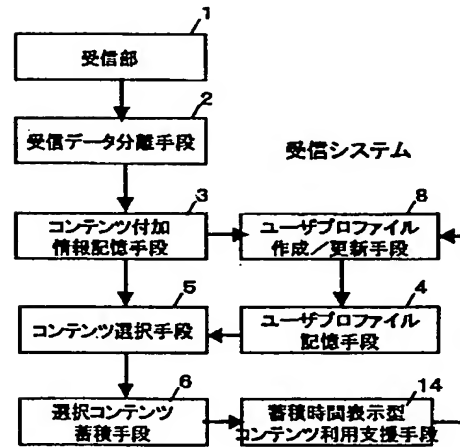 1
受信部
2
受信データ分離手段
受信システム
3
コンテンツ付加
情報記憶手段
8
ユーザプロファイル
作成／更新手段
5
コンテンツ選択手段
4
ユーザプロファイル
記憶手段
6
選択コンテンツ
蓄積手段
14
蓄積時間表示型
コンテンツ利用支援手段